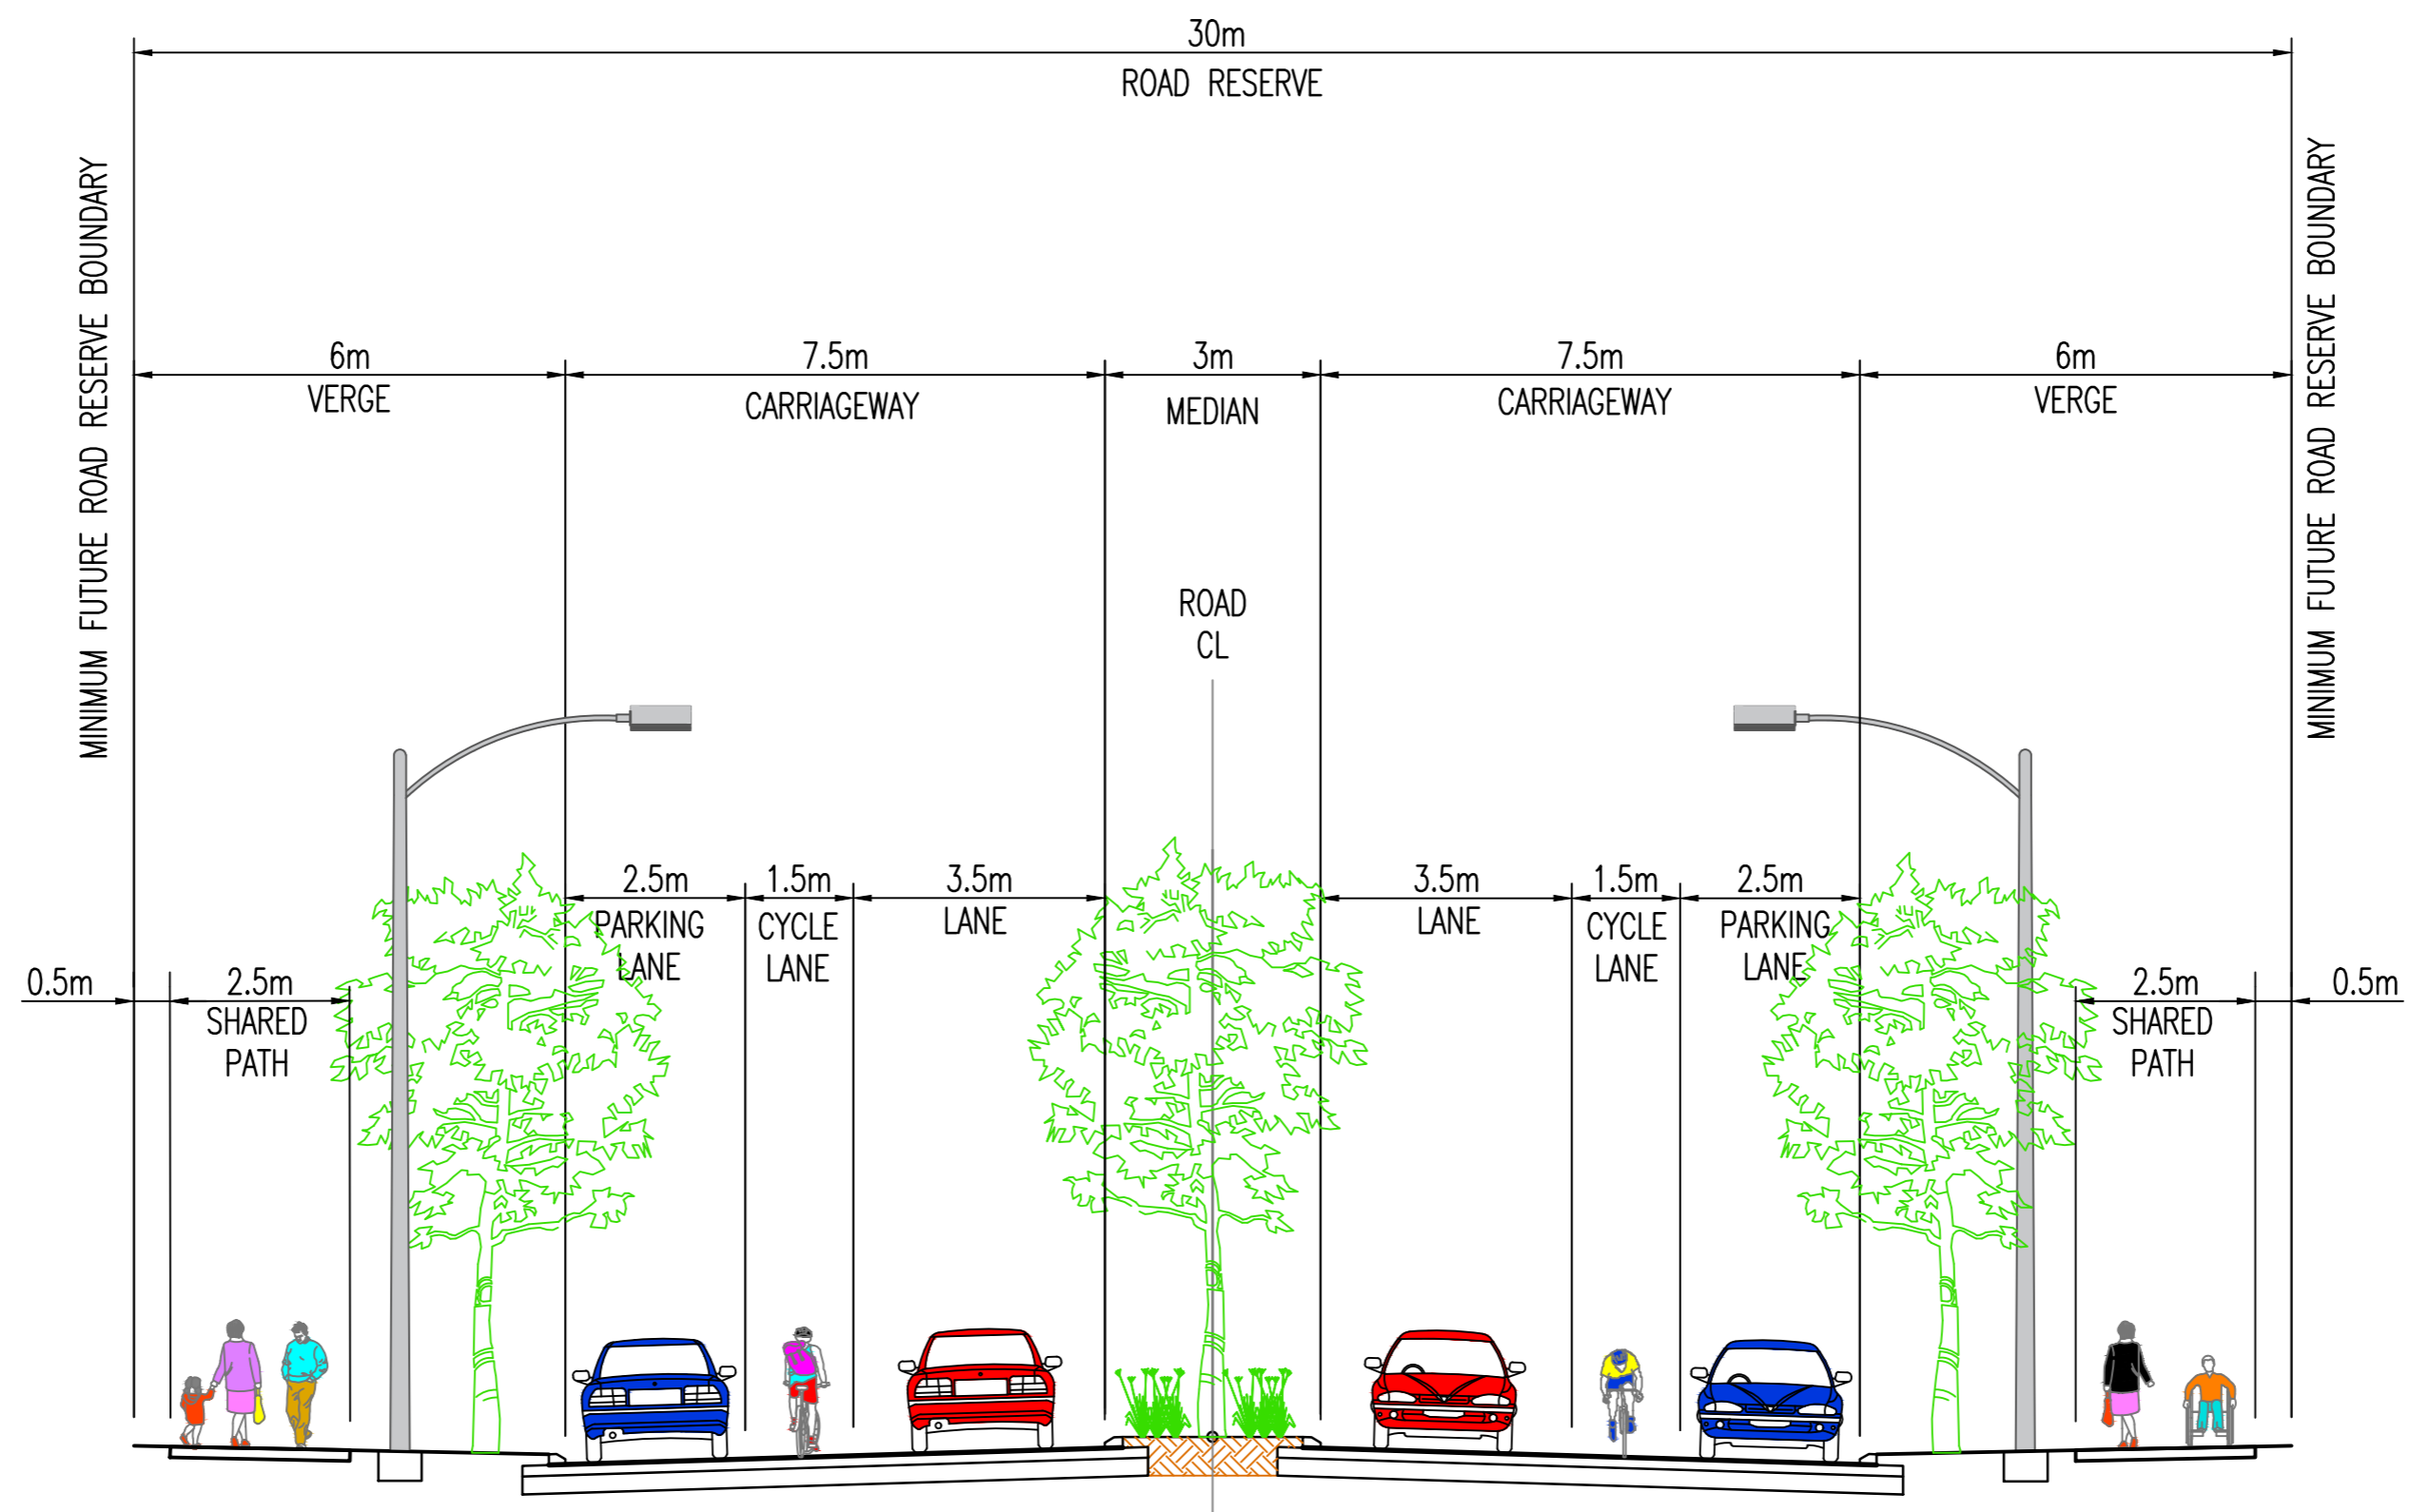 30m
ROAD RESERVE
MINIMUM FUTURE ROAD RESERVE BOUNDARY
MINIMUM FUTURE ROAD RESERVE BOUNDARY
6m
VERGE
7.5m
CARRIAGEWAY
3m
MEDIAN
7.5m
CARRIAGEWAY
6m
VERGE
ROAD
CL
0.5m
2.5m
SHARED
PATH
2.5m
PARKING
LANE
1.5m
CYCLE
LANE
3.5m
LANE
3.5m
LANE
1.5m
CYCLE
LANE
2.5m
PARKING
LANE
2.5m
SHARED
PATH
0.5m